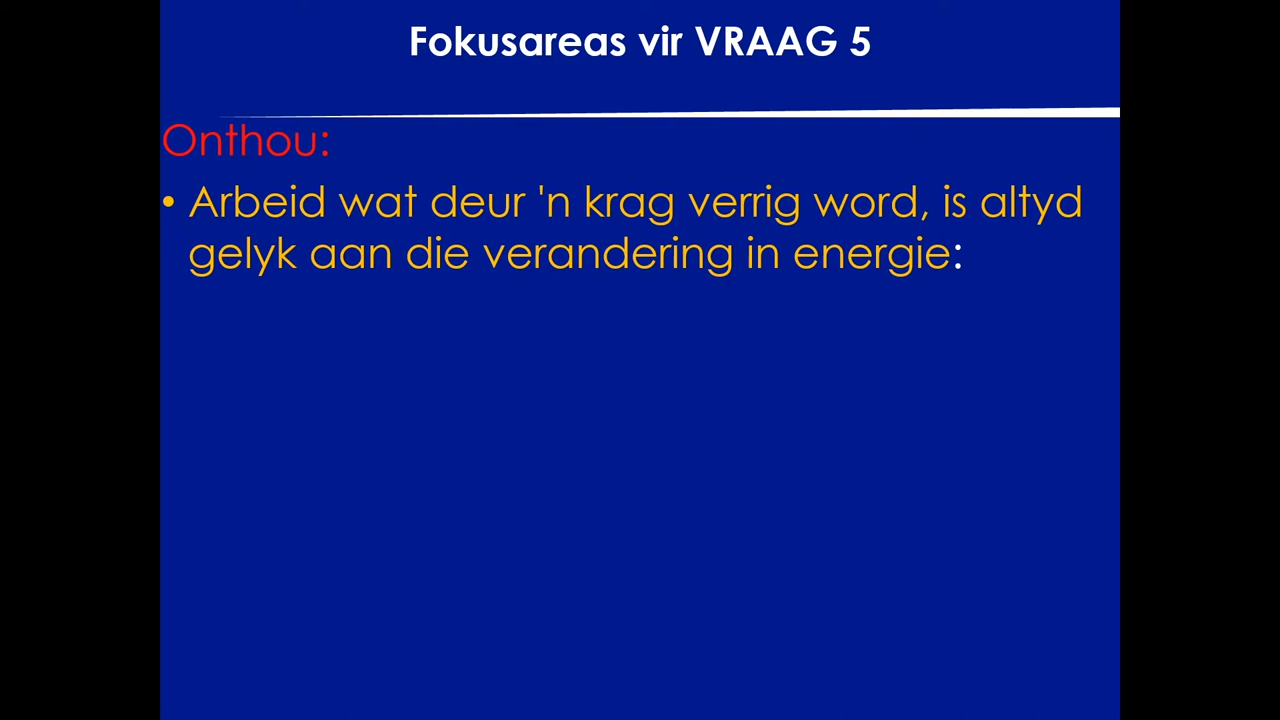 Fokusareas vir VRAAG 5
Onthou:
• Arbeid wat deur 'n krag verrig word, is altyd
gelyk aan die verandering in energie: